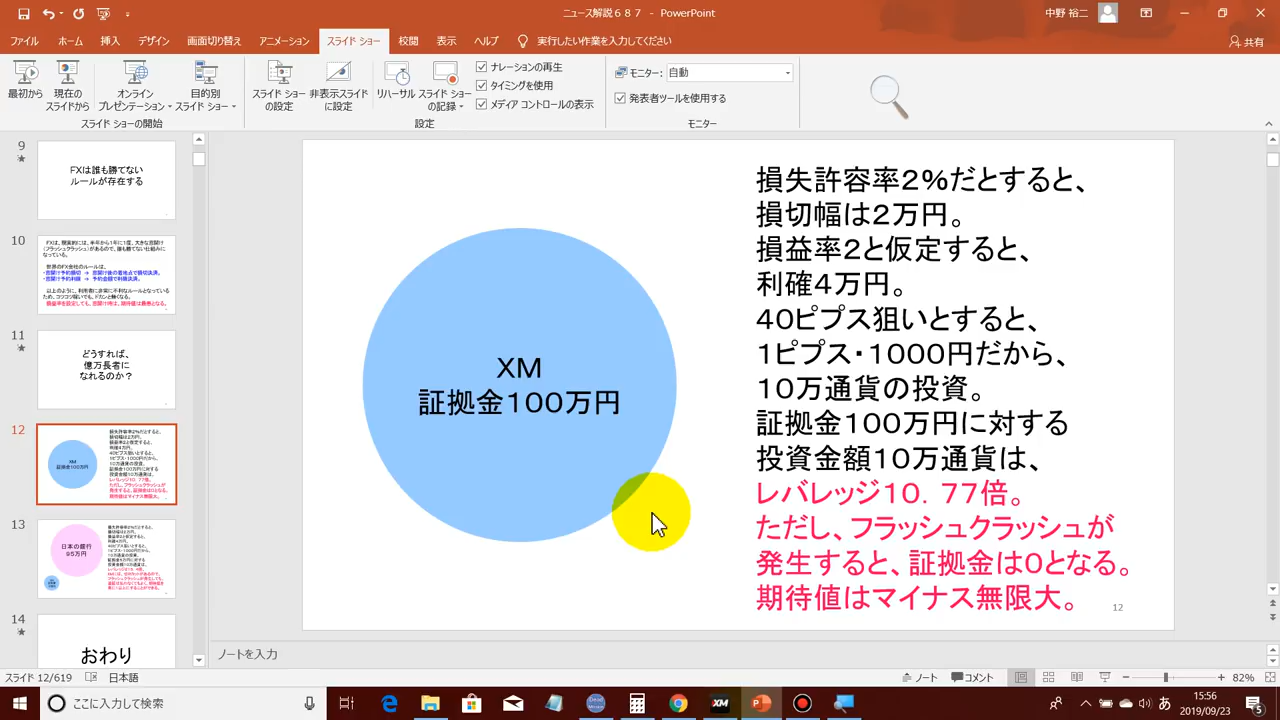 ニュース解説６８７ - PowerPoint
中野 裕二
ファイル
ホーム
挿入
デザイン
画面切り替え
アニメーション
スライド ショー
校閲
表示
ヘルプ
実行したい作業を入力してください
共有
最初から
現在の
スライドから
オンライン
プレゼンテーション
目的別
スライド ショー
スライド ショーの開始
スライド ショー
の設定
非表示スライド
に設定
リハーサル
スライド ショー
の記録
ナレーションの再生
タイミングを使用
メディア コントロールの表示
設定
モニター:
自動
発表者ツールを使用する
モニター
9
FXは誰も勝てない
ルールが存在する
10
11
どうすれば、
億万長者に
なれるのか？
12
XM
証拠金１００万円
13
日本の銀行
９５万円
14
おわり
XM
証拠金１００万円
損失許容率２％だとすると、
損切幅は２万円。
損益率２と仮定すると、
利確４万円。
４０ピプス狙いとすると、
１ピプス・１０００円だから、
１０万通貨の投資。
証拠金１００万円に対する
投資金額１０万通貨は、
レバレッジ１０．７７倍。
ただし、フラッシュクラッシュが
発生すると、証拠金は０となる。
期待値はマイナス無限大。
12
ノートを入力
スライド 12/619
日本語
ノート
コメント
82%
ここに入力して検索
XM
あ
15:56
2019/09/23
5